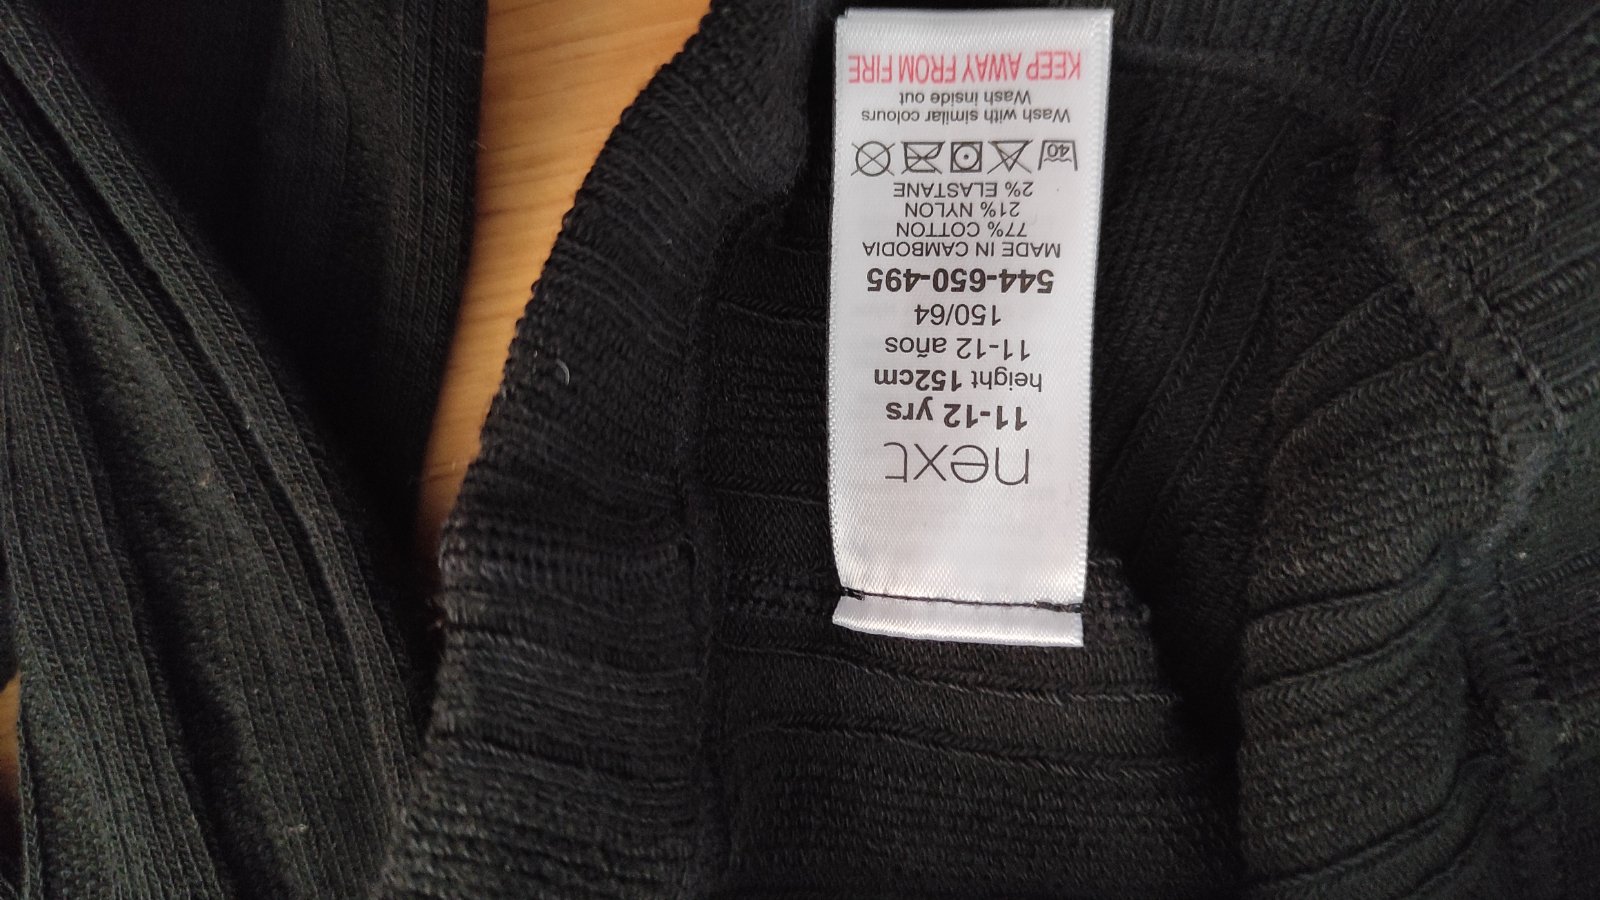 next
11-12 yrs
height 152cm
11-12 años
150/64
544-650-495
MADE IN CAMBODIA
77% COTTON
21% NYLON
2% ELASTANE
40
Wash with similar colours
Wash inside out
KEEP AWAY FROM FIRE